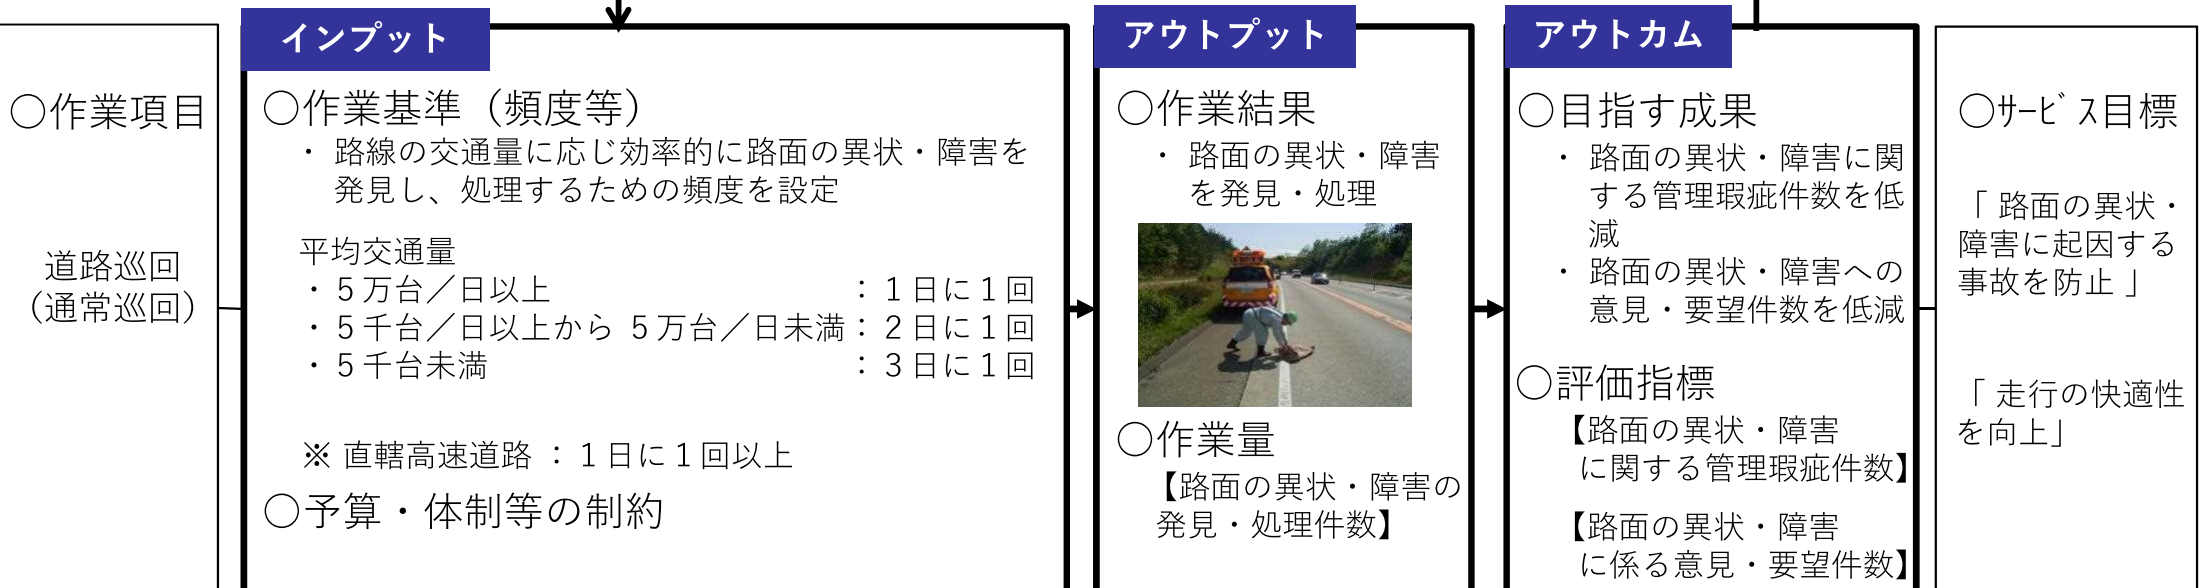 ○作業項目
道路巡回
（通常巡回）
インプット
○作業基準（頻度等）
・ 路線の交通量に応じ効率的に路面の異状・障害を
発見し、処理するための頻度を設定
平均交通量
・５万台／日以上 ：１日に１回
・５千台／日以上から ５万台／日未満：２日に１回
・５千台未満 ：３日に１回
※ 直轄高速道路 ：１日に１回以上
○予算・体制等の制約
アウトプット
○作業結果
・ 路面の異状・障害
を発見・処理
○作業量
【路面の異状・障害の
発見・処理件数】
アウトカム
○目指す成果
・ 路面の異状・障害に関
する管理瑕疵件数を低
減
・ 路面の異状・障害への
意見・要望件数を低減
○評価指標
【路面の異状・障害
に関する管理瑕疵件数】
【路面の異状・障害
に係る意見・要望件数】
○ｻｰﾋﾞｽ目標
「 路面の異状・
障害に起因する
事故を防止 」
「 走行の快適性
を向上」